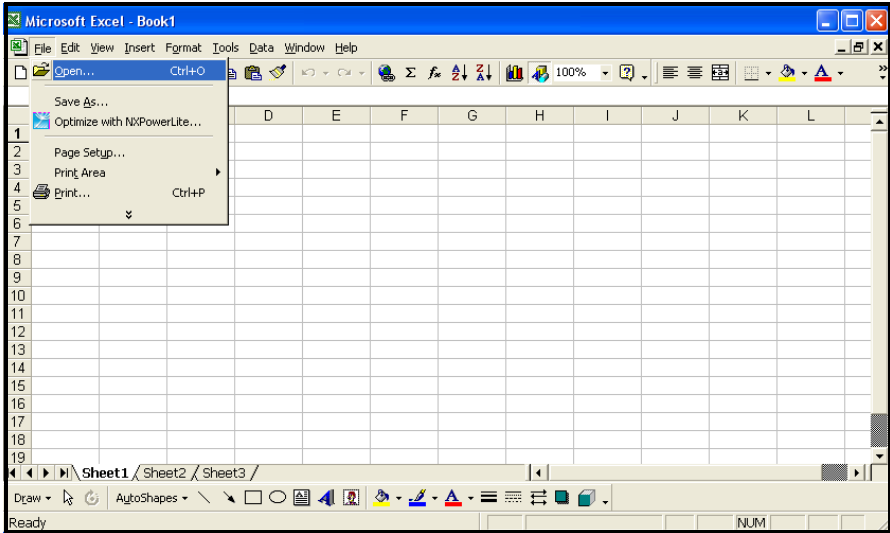 Microsoft Excel - Book1
File Edit View Insert Format Tools Data Window Help
Open... Ctrl+O
Σ fx A Z Z A 100% ? A »
Save As...
Optimize with NXPowerLite...
Page Setup...
Print Area
Print... Ctrl+P
D E F G H I J K L
1
2
3
4
5
6
7
8
9
10
11
12
13
14
15
16
17
18
19
Sheet1 / Sheet2 / Sheet3 /
Draw AutoShapes A A
Ready NUM